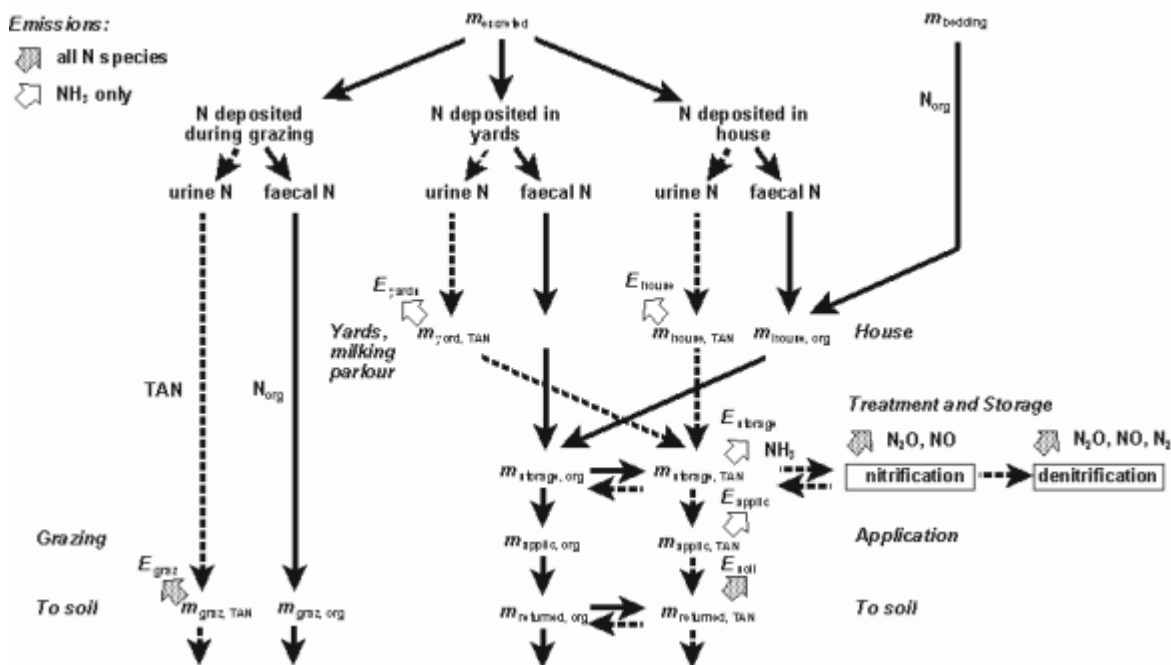 Emissions:
all N species
NH₃ only
m excreted
m bedding
N deposited
during grazing
N deposited in
yards
N deposited in
house
N org
urine N faecal N
urine N faecal N
urine N faecal N
E yards
E house
Yards,
milking
parlour
m yard, TAN
m house, TAN
m house, org
House
TAN
N org
Treatment and Storage
E storage
NH₃
N₂O, NO
N₂O, NO, N₂
m storage, org
m storage, TAN
nitrification
denitrification
E applic
Grazing
m applic, org
m applic, TAN
Application
E graz
E soil
To soil
m graz, TAN
m graz, org
m returned, org
m returned, TAN
To soil